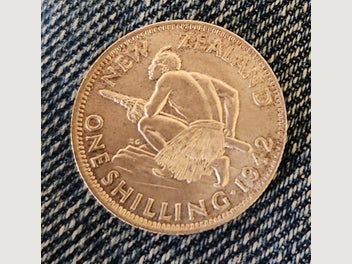 NEW ZEALAND
ONE SHILLING · 1942